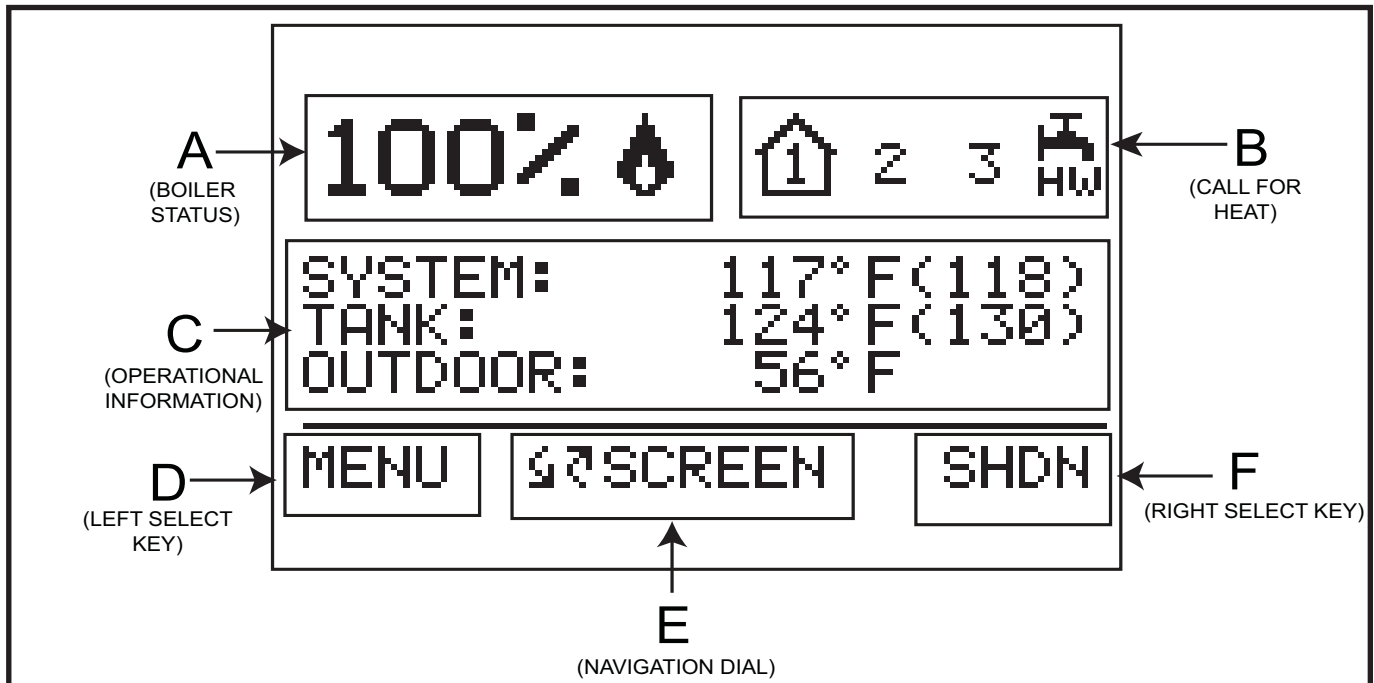 100%
1 2 3 HW
A
(BOILER
STATUS)
B
(CALL FOR
HEAT)
SYSTEM: 117°F(118)
TANK: 124°F(130)
OUTDOOR: 56°F
C
(OPERATIONAL
INFORMATION)
MENU SCREEN SHDN
D
(LEFT SELECT
KEY)
F
(RIGHT SELECT KEY)
E
(NAVIGATION DIAL)